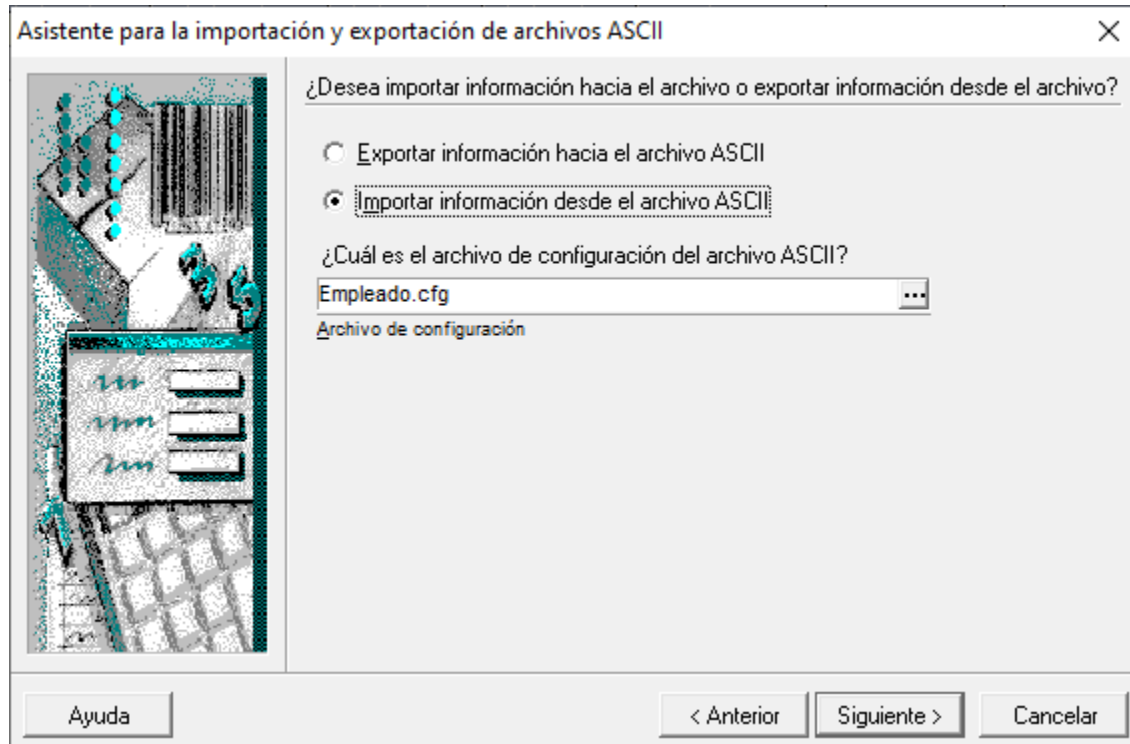 Asistente para la importación y exportación de archivos ASCII
¿Desea importar información hacia el archivo o exportar información desde el archivo?
Exportar información hacia el archivo ASCII
Importar información desde el archivo ASCII
¿Cuál es el archivo de configuración del archivo ASCII?
Empleado.cfg
...
Archivo de configuración
Ayuda
< Anterior
Siguiente >
Cancelar